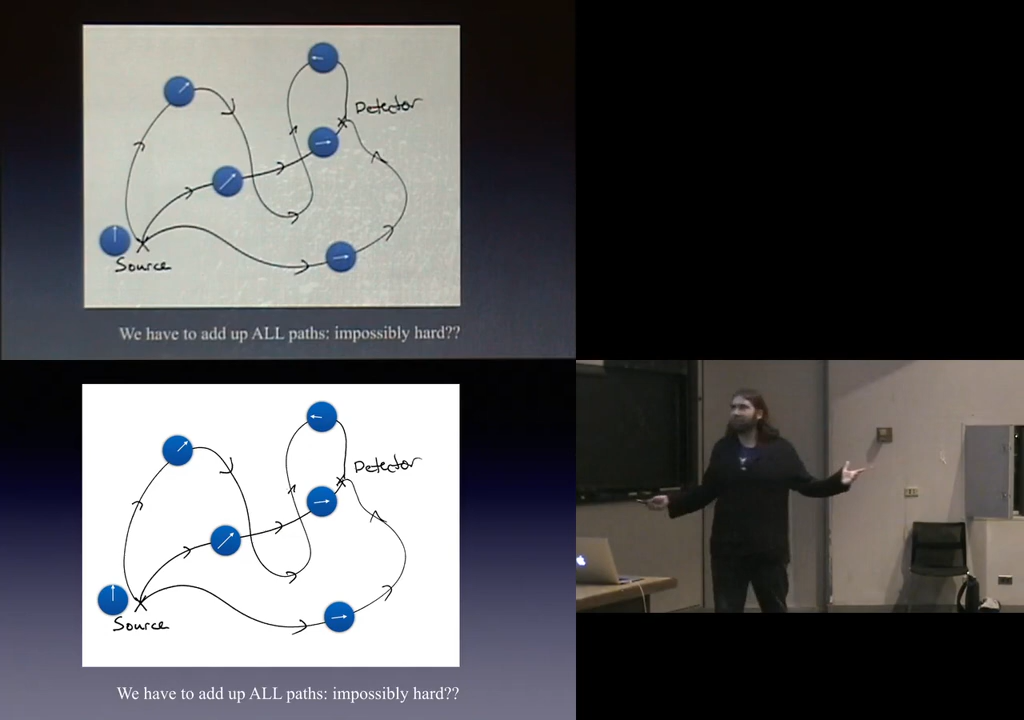 Detector
Source
We have to add up ALL paths: impossibly hard??
Detector
Source
We have to add up ALL paths: impossibly hard??